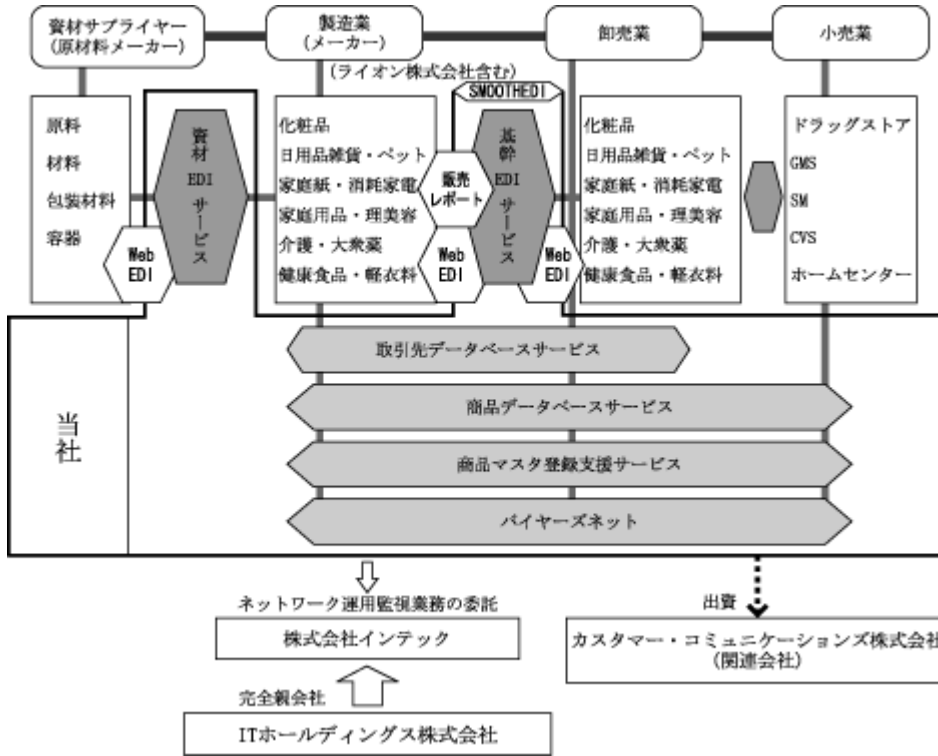 資材サプライヤー
(原材料メーカー)
製造業
(メーカー)
卸売業
小売業
(ライオン株式会社含む)
SMOOTHEDI
原料
材料
包装材料
容器
資材EDIサービス
Web
EDI
化粧品
日用品雑貨・ペット
家庭紙・消耗家電
家庭用品・理美容
介護・大衆薬
健康食品・軽衣料
販売
レポート
Web
EDI
基幹EDIサービス
Web
EDI
化粧品
日用品雑貨・ペット
家庭紙・消耗家電
家庭用品・理美容
介護・大衆薬
健康食品・軽衣料
ドラッグストア
GMS
SM
CVS
ホームセンター
当社
取引先データベースサービス
商品データベースサービス
商品マスタ登録支援サービス
バイヤーズネット
ネットワーク運用監視業務の委託
株式会社インテック
完全親会社
ITホールディングス株式会社
出資
カスタマー・コミュニケーションズ株式会社
(関連会社)